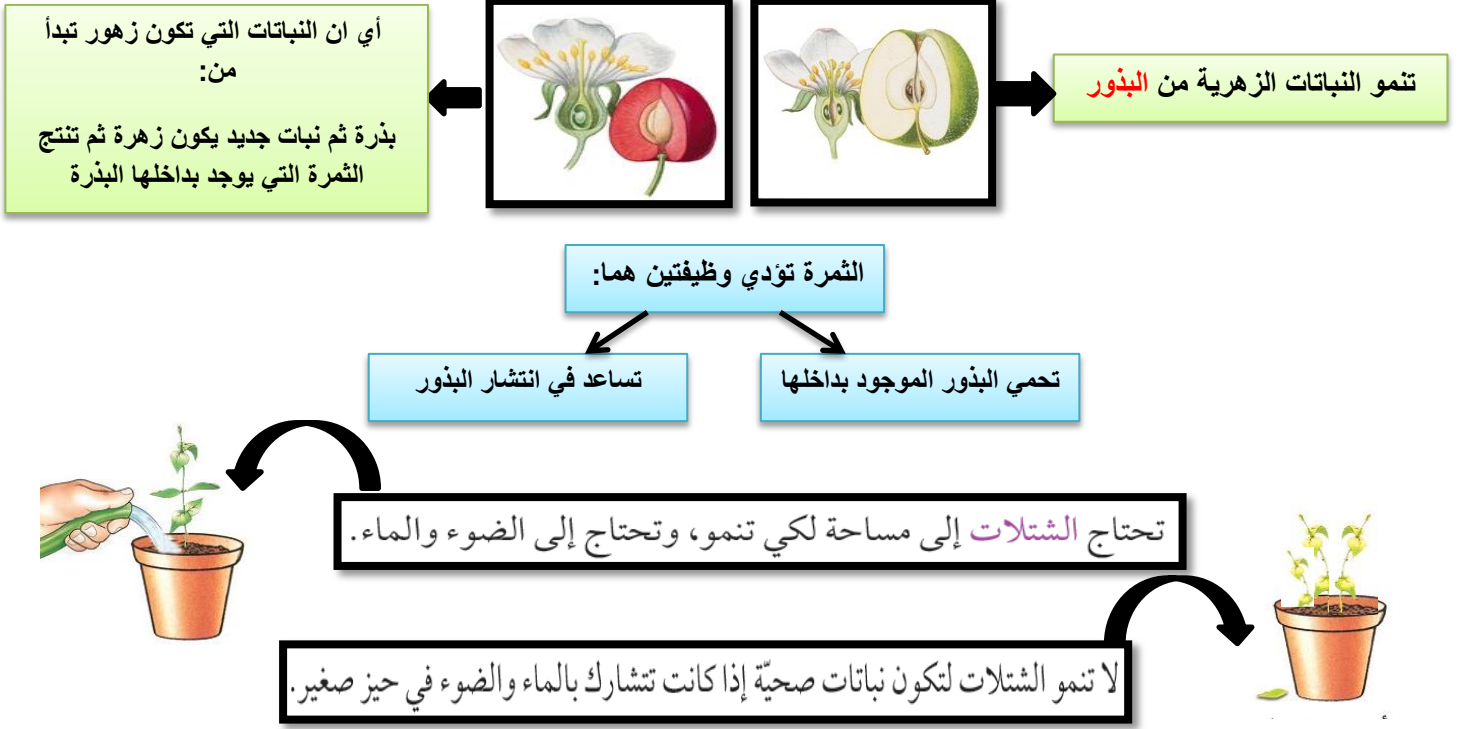 تنمو النباتات الزهرية من البذور
أي ان النباتات التي تكون زهور تبدأ
من:
بذرة ثم نبات جديد يكون زهرة ثم تنتج
الثمرة التي يوجد بداخلها البذرة
الثمرة تؤدي وظيفتين هما:
تحمي البذور الموجود بداخلها
تساعد في انتشار البذور
تحتاج الشتلات إلى مساحة لكي تنمو، وتحتاج إلى الضوء والماء.
لا تنمو الشتلات لتكون نباتات صحيّة إذا كانت تتشارك بالماء والضوء في حيز صغير.